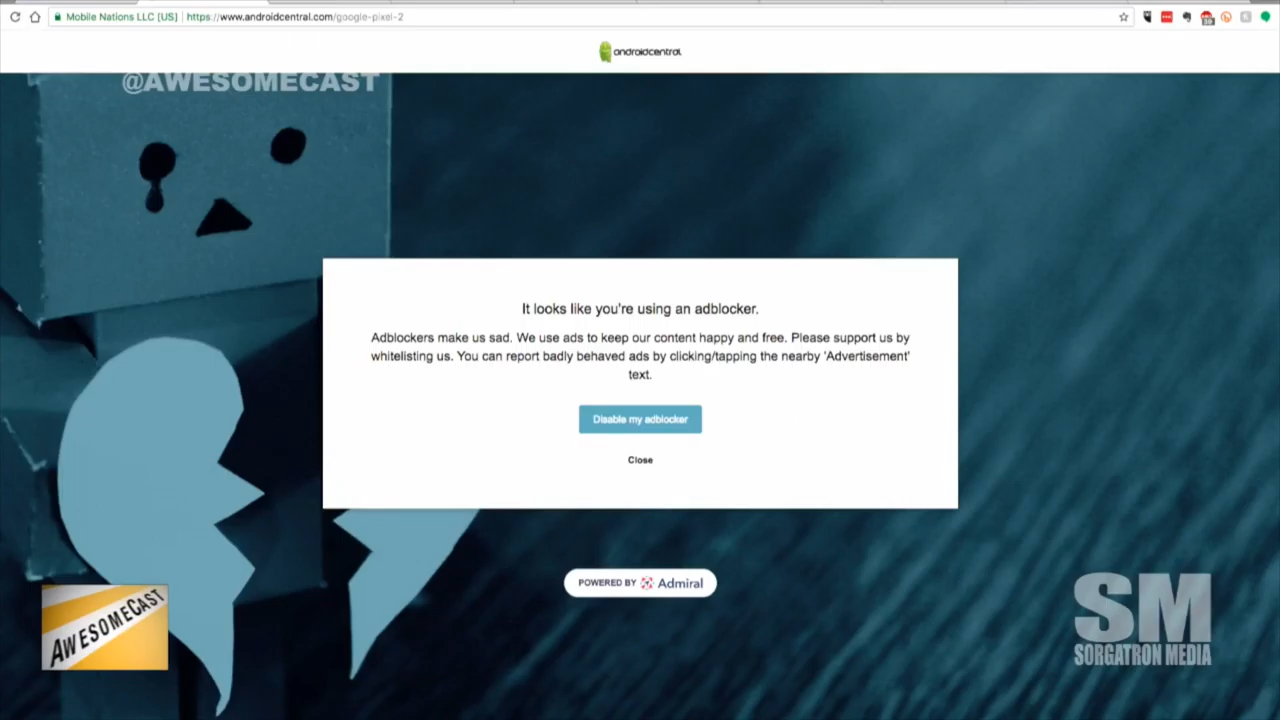 Mobile Nations LLC [US] https://www.androidcentral.com/google-pixel-2
androidcentral
@AWESOMECAST
It looks like you're using an adblocker.
Adblockers make us sad. We use ads to keep our content happy and free. Please support us by
whitelisting us. You can report badly behaved ads by clicking/tapping the nearby 'Advertisement'
text.
Disable my adblocker
Close
POWERED BY Admiral
AWESOMECAST
SM
SORGATRON MEDIA